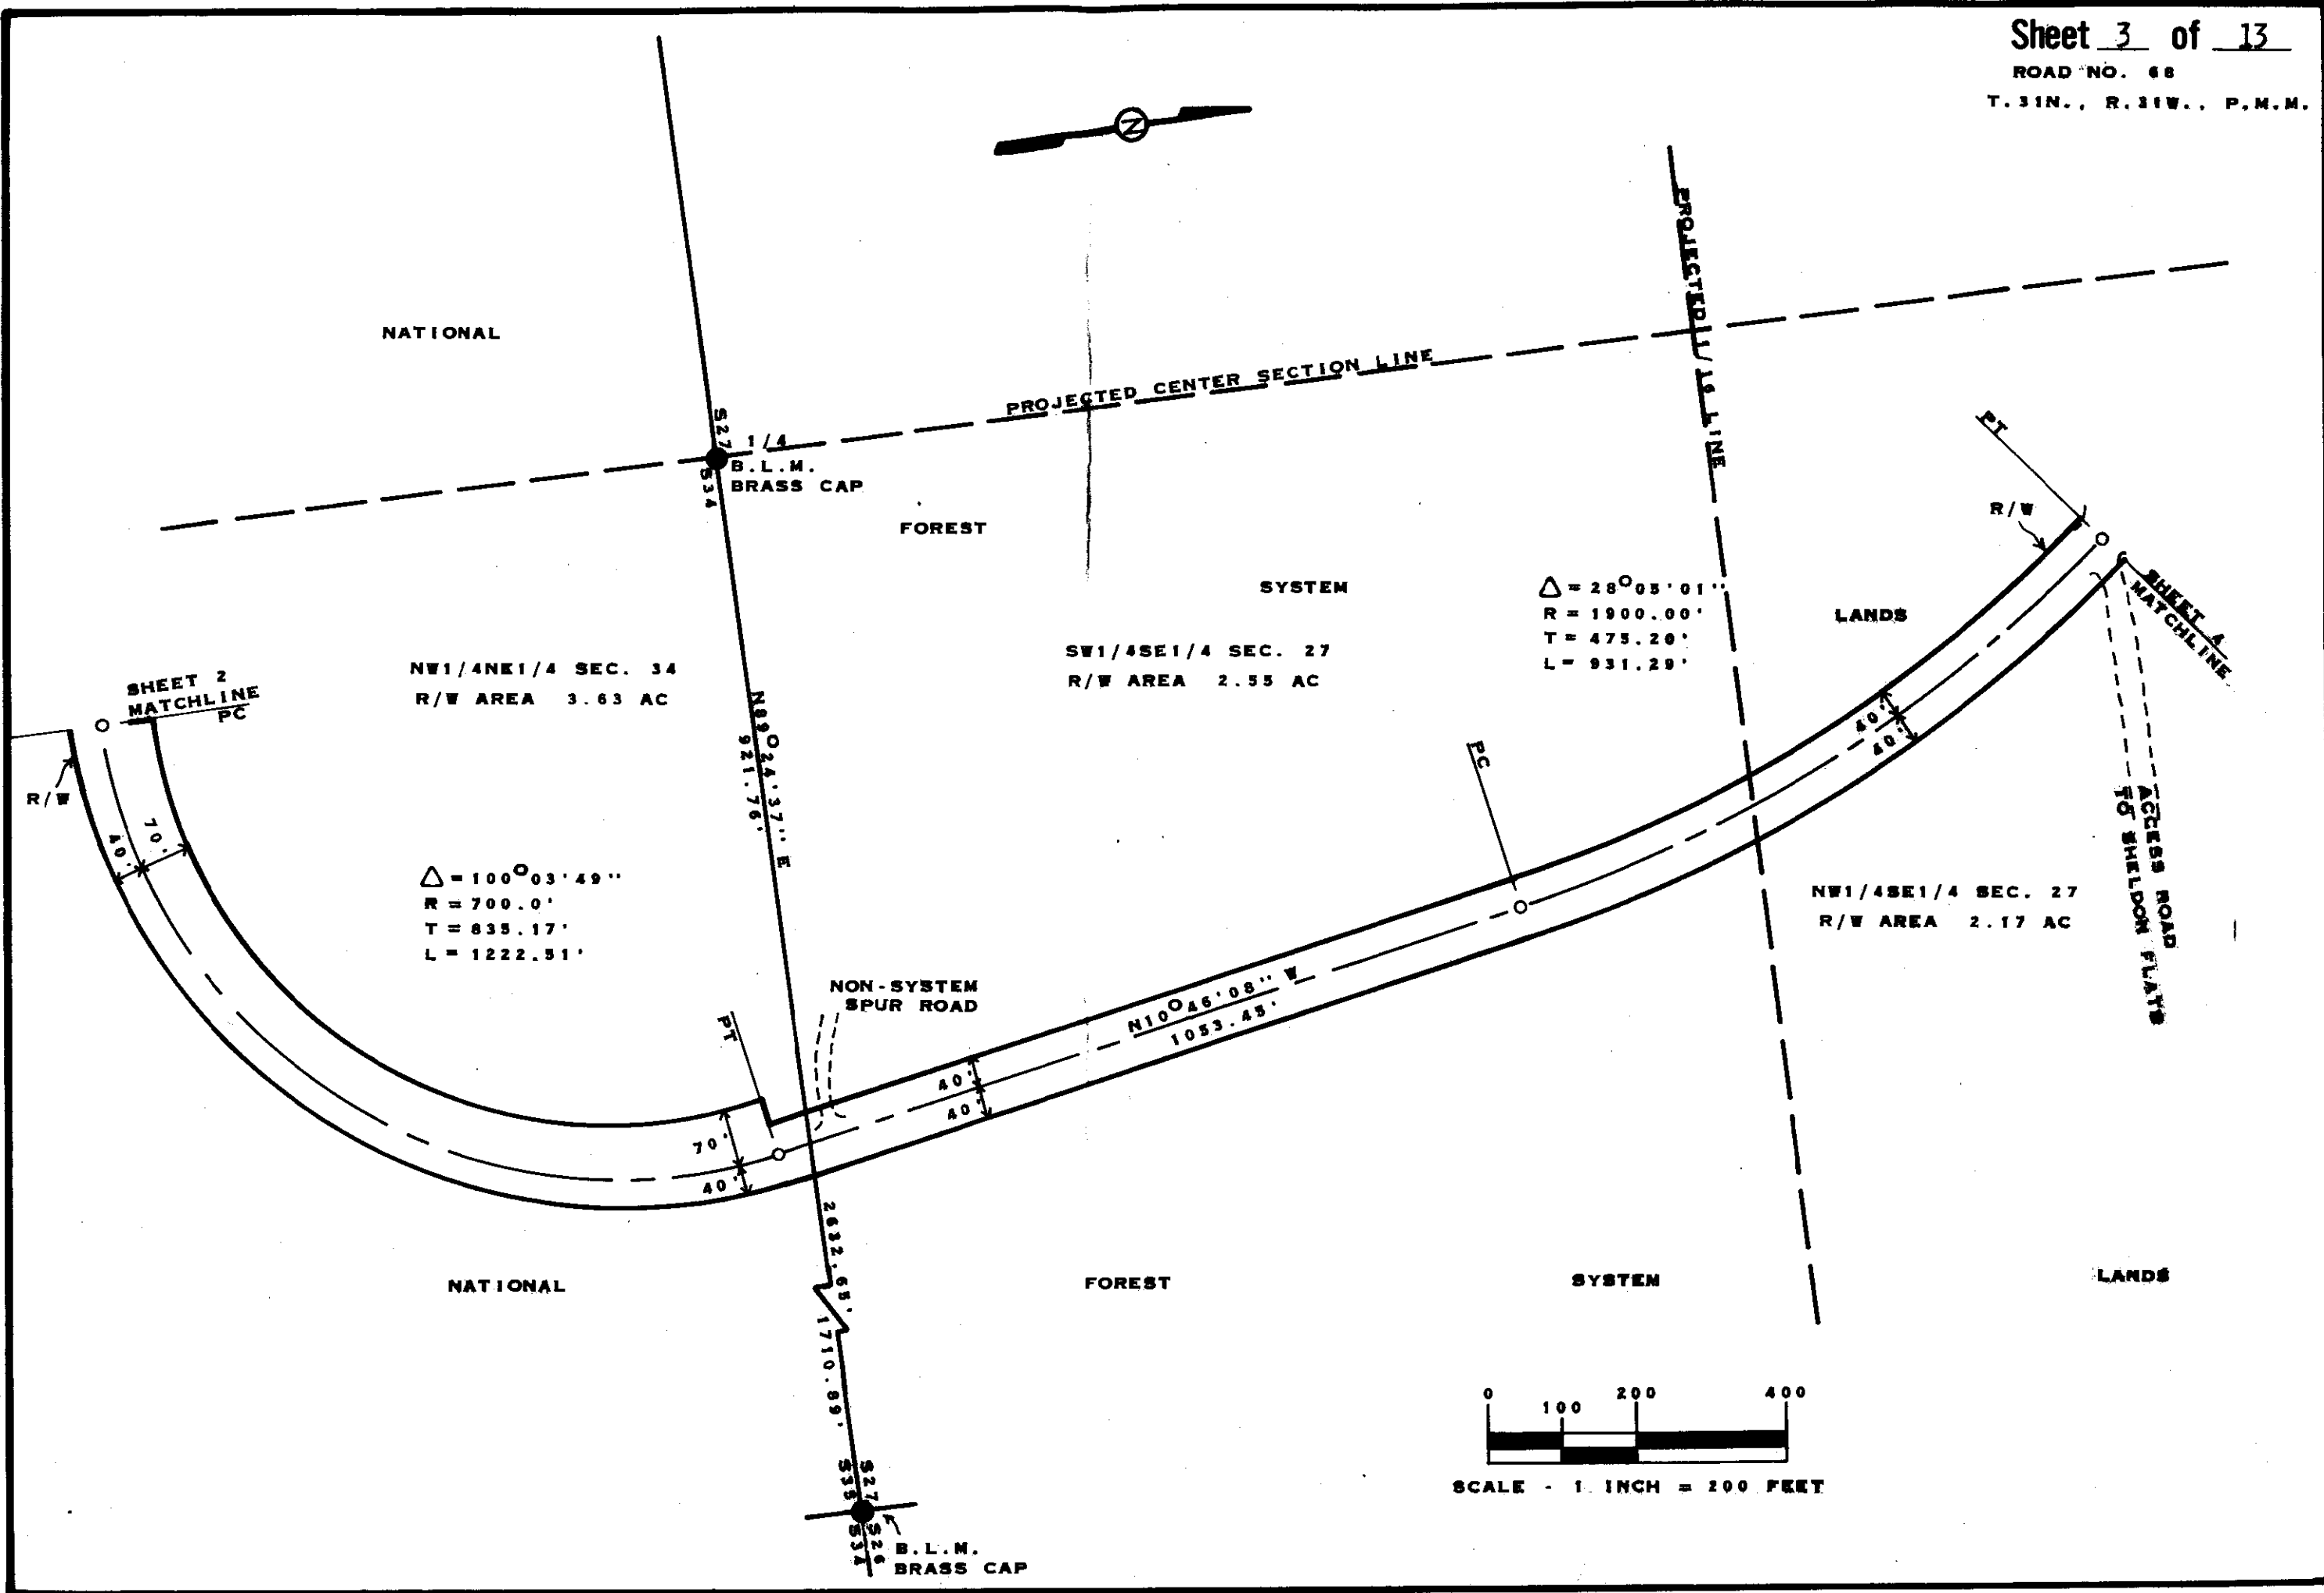 Sheet 3 of 13
ROAD NO. 68
T.31N., R.31W., P.M.M.
N
NATIONAL
PROJECTED 1/16 LINE
PROJECTED CENTER SECTION LINE
S27
S34
1/4
B.L.M.
BRASS CAP
FOREST
SYSTEM
LANDS
PT
R/W
SHEET 4
MATCHLINE
Δ = 28°05'01"
R = 1900.00'
T = 475.20'
L = 931.29'
SW1/4SE1/4 SEC. 27
R/W AREA 2.55 AC
NW1/4NE1/4 SEC. 34
R/W AREA 3.63 AC
SHEET 2
MATCHLINE
PC
R/W
N89°24'37" E
921.76'
PC
40'
40'
ACCESS ROAD
TO SHELDON FLATS
40'
70'
Δ = 100°03'49"
R = 700.0'
T = 835.17'
L = 1222.51'
NW1/4SE1/4 SEC. 27
R/W AREA 2.17 AC
NON-SYSTEM
SPUR ROAD
PT
N10°46'08" W
1053.45'
40'
40'
70'
40'
2632.65'
1710.89'
NATIONAL
FOREST
SYSTEM
LANDS
0 100 200 400
SCALE - 1 INCH = 200 FEET
S27
S35
S26
S34
B.L.M.
BRASS CAP